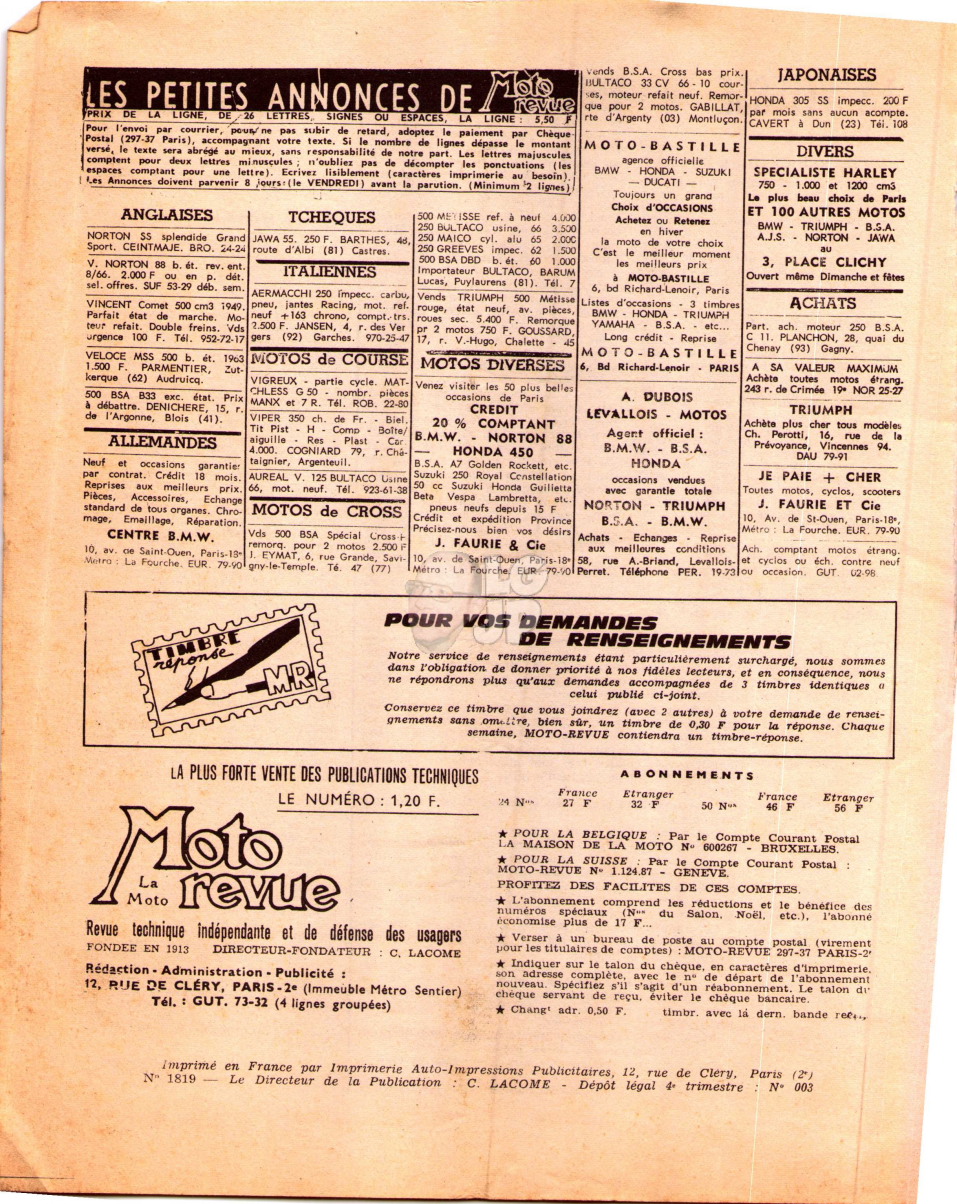 LES PETITES ANNONCES DE Moto revue
PRIX DE LA LIGNE, DE 26 LETTRES, SIGNES OU ESPACES, LA LIGNE : 5,50 F
Pour l'envoi par courrier, pour ne pas subir de retard, adoptez le paiement par Chèque-
Postal (297-37 Paris), accompagnant votre texte. Si le nombre de lignes dépasse le montant
versé, le texte sera abrégé au mieux, sans responsabilité de notre part. Les lettres majuscules
comptent pour deux lettres minuscules ; n'oubliez pas de décompter les ponctuations (les
espaces comptant pour une lettre). Ecrivez lisiblement (caractères imprimerie au besoin).
Les Annonces doivent parvenir 8 jours (le VENDREDI) avant la parution. (Minimum 2 lignes)
ANGLAISES
NORTON SS splendide Grand
Sport. CEINTMAJE. BRO. 24-24
V. NORTON 88 b. ét. rev. ent.
8/66. 2.000 F ou en p. dét.
sel. offres. SUF 53-29 déb. sem.
VINCENT Comet 500 cm3 1949.
Parfait état de marche. Mo-
teur refait. Double freins. Vds
urgence 100 F. Tél. 952-72-17
VELOCE MSS 500 b. ét. 1963
1.500 F. PARMENTIER, Zut-
kerque (62) Audruicq.
500 BSA B33 exc. état. Prix
à débattre. DENICHERE, 15, r.
de l'Argonne, Blois (41).
ALLEMANDES
Neuf et occasions garantier
par contrat. Crédit 18 mois.
Reprises aux meilleurs prix.
Pièces, Accessoires, Echange
standard de tous organes. Chro-
mage, Emaillage, Réparation.
CENTRE B.M.W.
10, av. de Saint-Ouen, Paris-18e
Métro : La Fourche. EUR. 79-90
TCHEQUES
JAWA 55. 250 F. BARTHES, 4d,
route d'Albi (81) Castres.
ITALIENNES
AERMACCHI 250 impecc. carbu,
pneu, jantes Racing, mot. ref.
neuf +163 chrono, compt.-trs.
2.500 F. JANSEN, 4, r. des Ver
gers (92) Garches. 970-25-47
MOTOS de COURSE
VIGREUX - partie cycle. MAT-
CHLESS G 50 - nombr. pièces
MANX et 7 R. Tél. ROB. 22-80
VIPER 350 ch. de Fr. - Biel.
Tit Pist - H - Comp - Boîte/
aiguille - Res - Plast - Car
4.000. COGNIARD 79, r. Châ-
taignier, Argenteuil.
AUREAL V. 125 BULTACO Usine
66, mot. neuf. Tél. 923-61-38
MOTOS de CROSS
Vds 500 BSA Spécial Cross+
remorq. pour 2 motos 2.500 F
J. EYMAT, 6, rue Grande, Savi-
gny-le-Temple. Té. 47 (77)
500 METISSE ref. à neuf 4.000
250 BULTACO usine, 66 3.500
250 MAICO cyl. alu 65 2.000
250 GREEVES impec. 62 1.500
500 BSA DBD b. ét. 60 1.000
Importateur BULTACO, BARUM
Lucas, Puylaurens (81). Tél. 7
Vends TRIUMPH 500 Métisse
rouge, état neuf, av. pièces,
roues sec. 5.400 F. Remorque
pr 2 motos 750 F. GOUSSARD,
17, r. V.-Hugo, Chalette - 45
MOTOS DIVERSES
Venez visiter les 50 plus belles
occasions de Paris
CREDIT
20 % COMPTANT
B.M.W. - NORTON 88
— HONDA 450 —
B.S.A. A7 Golden Rockett, etc.
Suzuki 250 Royal Constellation
50 cc Suzuki Honda Guilletta
Beta Vespa Lambretta, etc.
pneus neufs depuis 15 F
Crédit et expédition Province
Précisez-nous bien vos désirs
J. FAURIE & Cie
10, av. de Saint-Ouen, Paris-18e
Métro : La Fourche. EUR 79-90
Vends B.S.A. Cross bas prix.
BULTACO 33 CV 66 - 10 cour-
ses, moteur refait neuf. Remor-
que pour 2 motos. GABILLAT,
rte d'Argenty (03) Montluçon.
MOTO-BASTILLE
agence officielle
BMW - HONDA - SUZUKI
— DUCATI —
Toujours un grand
Choix d'OCCASIONS
Achetez ou Retenez
en hiver
la moto de votre choix
C'est le meilleur moment
les meilleurs prix
à MOTO-BASTILLE
6, bd Richard-Lenoir, Paris
Listes d'occasions - 3 timbres
BMW - HONDA - TRIUMPH
YAMAHA - B.S.A. - etc...
Long crédit - Reprise
MOTO-BASTILLE
6, Bd Richard-Lenoir - PARIS
A. DUBOIS
LEVALLOIS - MOTOS
Agent officiel :
B.M.W. - B.S.A.
HONDA
occasions vendues
avec garantie totale
NORTON - TRIUMPH
B.S.A. - B.M.W.
Achats - Echanges - Reprise
aux meilleures conditions
58, rue A.-Briand, Levallois-
Perret. Téléphone PER. 19-73
JAPONAISES
HONDA 305 SS impecc. 200 F
par mois sans aucun acompte.
CAVERT à Dun (23) Tél. 108
DIVERS
SPECIALISTE HARLEY
750 - 1.000 et 1200 cm3
Le plus beau choix de Paris
ET 100 AUTRES MOTOS
BMW - TRIUMPH - B.S.A.
A.J.S. - NORTON - JAWA
au
3, PLACE CLICHY
Ouvert même Dimanche et fêtes
ACHATS
Part. ach. moteur 250 B.S.A.
C 11. PLANCHON, 28, quai du
Chenay (93) Gagny.
A SA VALEUR MAXIMUM
Achète toutes motos étrang.
243 r. de Crimée 19e NOR 25-27
TRIUMPH
Achète plus cher tous modèles
Ch. Perotti, 16, rue de la
Prévoyance, Vincennes 94.
DAU 79-91
JE PAIE + CHER
Toutes motos, cyclos, scooters
J. FAURIE ET Cie
10, Av. de St-Ouen, Paris-18e,
Métro : La Fourche. EUR. 79-90
Ach. comptant motos étrang.
et cyclos ou éch. contre neuf
ou occasion. GUT. 02-98
TIMBRE
réponse
MR
POUR VOS DEMANDES
DE RENSEIGNEMENTS
Notre service de renseignements étant particulièrement surchargé, nous sommes
dans l'obligation de donner priorité à nos fidèles lecteurs, et en conséquence, nous
ne répondrons plus qu'aux demandes accompagnées de 3 timbres identiques a
celui publié ci-joint.
Conservez ce timbre que vous joindrez (avec 2 autres) à votre demande de rensei-
gnements sans omettre, bien sûr, un timbre de 0,30 F pour la réponse. Chaque
semaine, MOTO-REVUE contiendra un timbre-réponse.
LA PLUS FORTE VENTE DES PUBLICATIONS TECHNIQUES
LE NUMÉRO : 1,20 F.
Moto revue
La
Moto
Revue technique indépendante et de défense des usagers
FONDEE EN 1913 DIRECTEUR-FONDATEUR : C. LACOME
Rédaction - Administration - Publicité :
12, RUE DE CLÉRY, PARIS-2e (Immeuble Métro Sentier)
Tél. : GUT. 73-32 (4 lignes groupées)
ABONNEMENTS
France Etranger France Etranger
24 Nos 27 F 32 F 50 Nos 46 F 56 F
★ POUR LA BELGIQUE : Par le Compte Courant Postal
LA MAISON DE LA MOTO No 600267 - BRUXELLES.
★ POUR LA SUISSE : Par le Compte Courant Postal :
MOTO-REVUE No 1.124.87 - GENEVE.
PROFITEZ DES FACILITES DE CES COMPTES.
★ L'abonnement comprend les réductions et le bénéfice des
numéros spéciaux (Nos du Salon, Noël, etc.), l'abonné
économise plus de 17 F...
★ Verser à un bureau de poste au compte postal (virement
pour les titulaires de comptes) : MOTO-REVUE 297-37 PARIS-2e
★ Indiquer sur le talon du chèque, en caractères d'imprimerie,
son adresse complète, avec le no de départ de l'abonnement
nouveau. Spécifiez s'il s'agit d'un réabonnement. Le talon du
chèque servant de reçu, éviter le chèque bancaire.
★ Changt adr. 0,50 F. timbr. avec la dern. bande
Imprimé en France par Imprimerie Auto-Impressions Publicitaires, 12, rue de Cléry, Paris (2e)
No 1819 — Le Directeur de la Publication : C. LACOME - Dépôt légal 4e trimestre : No 003